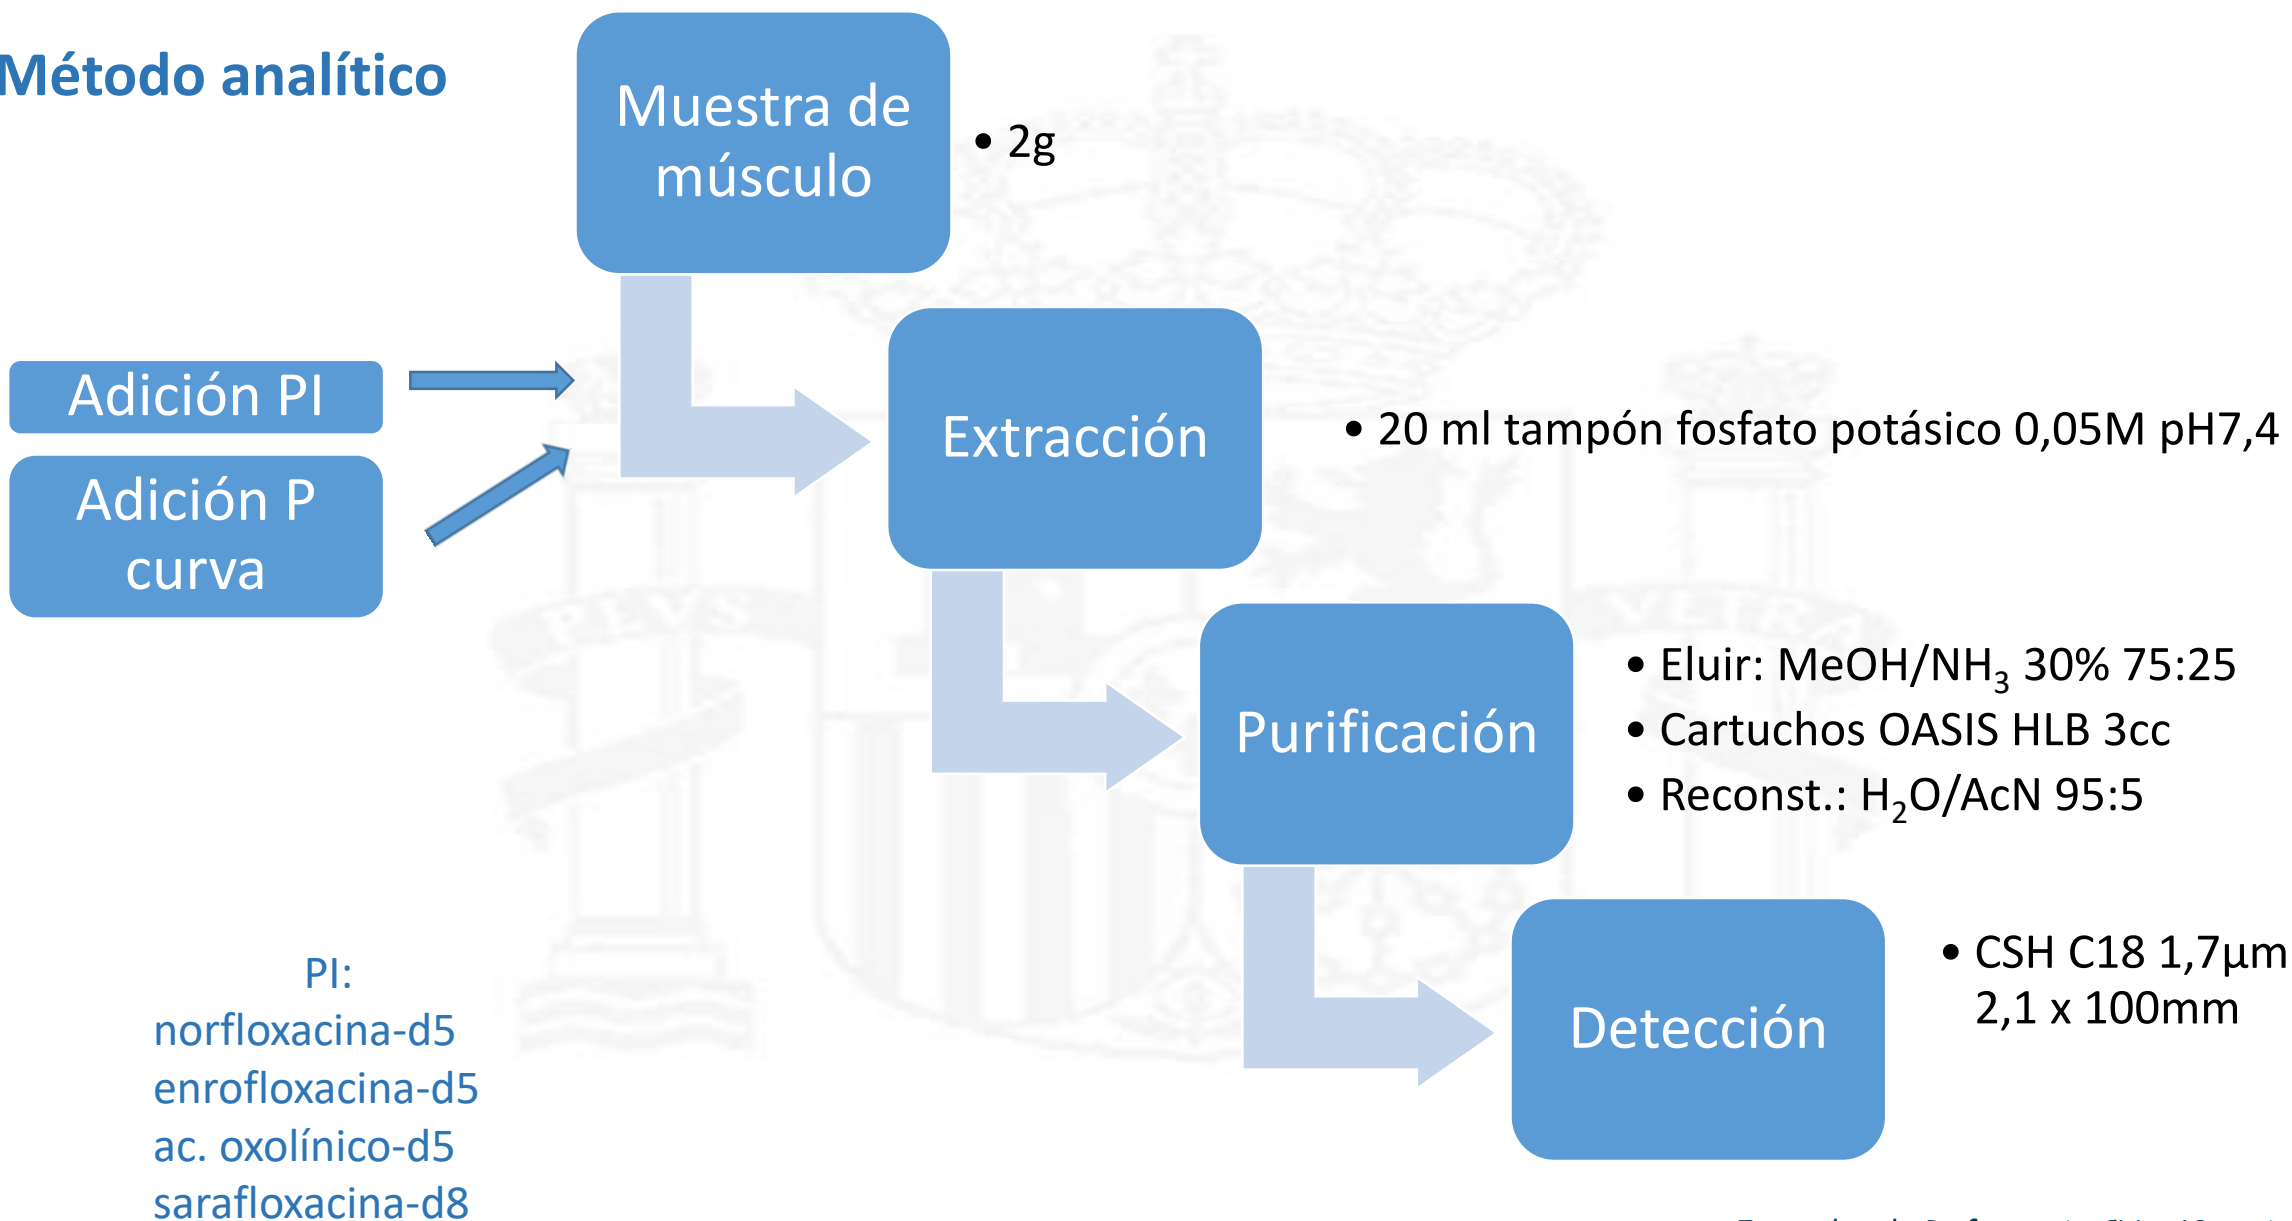 Método analítico
Muestra de
músculo
• 2g
Adición PI
Adición P
curva
Extracción
• 20 ml tampón fosfato potásico 0,05M pH7,4
Purificación
• Eluir: MeOH/NH₃ 30% 75:25
• Cartuchos OASIS HLB 3cc
• Reconst.: H₂O/AcN 95:5
Detección
• CSH C18 1,7µm
2,1 x 100mm
PI:
norfloxacina-d5
enrofloxacina-d5
ac. oxolínico-d5
sarafloxacina-d8
PLVS
VLTRA